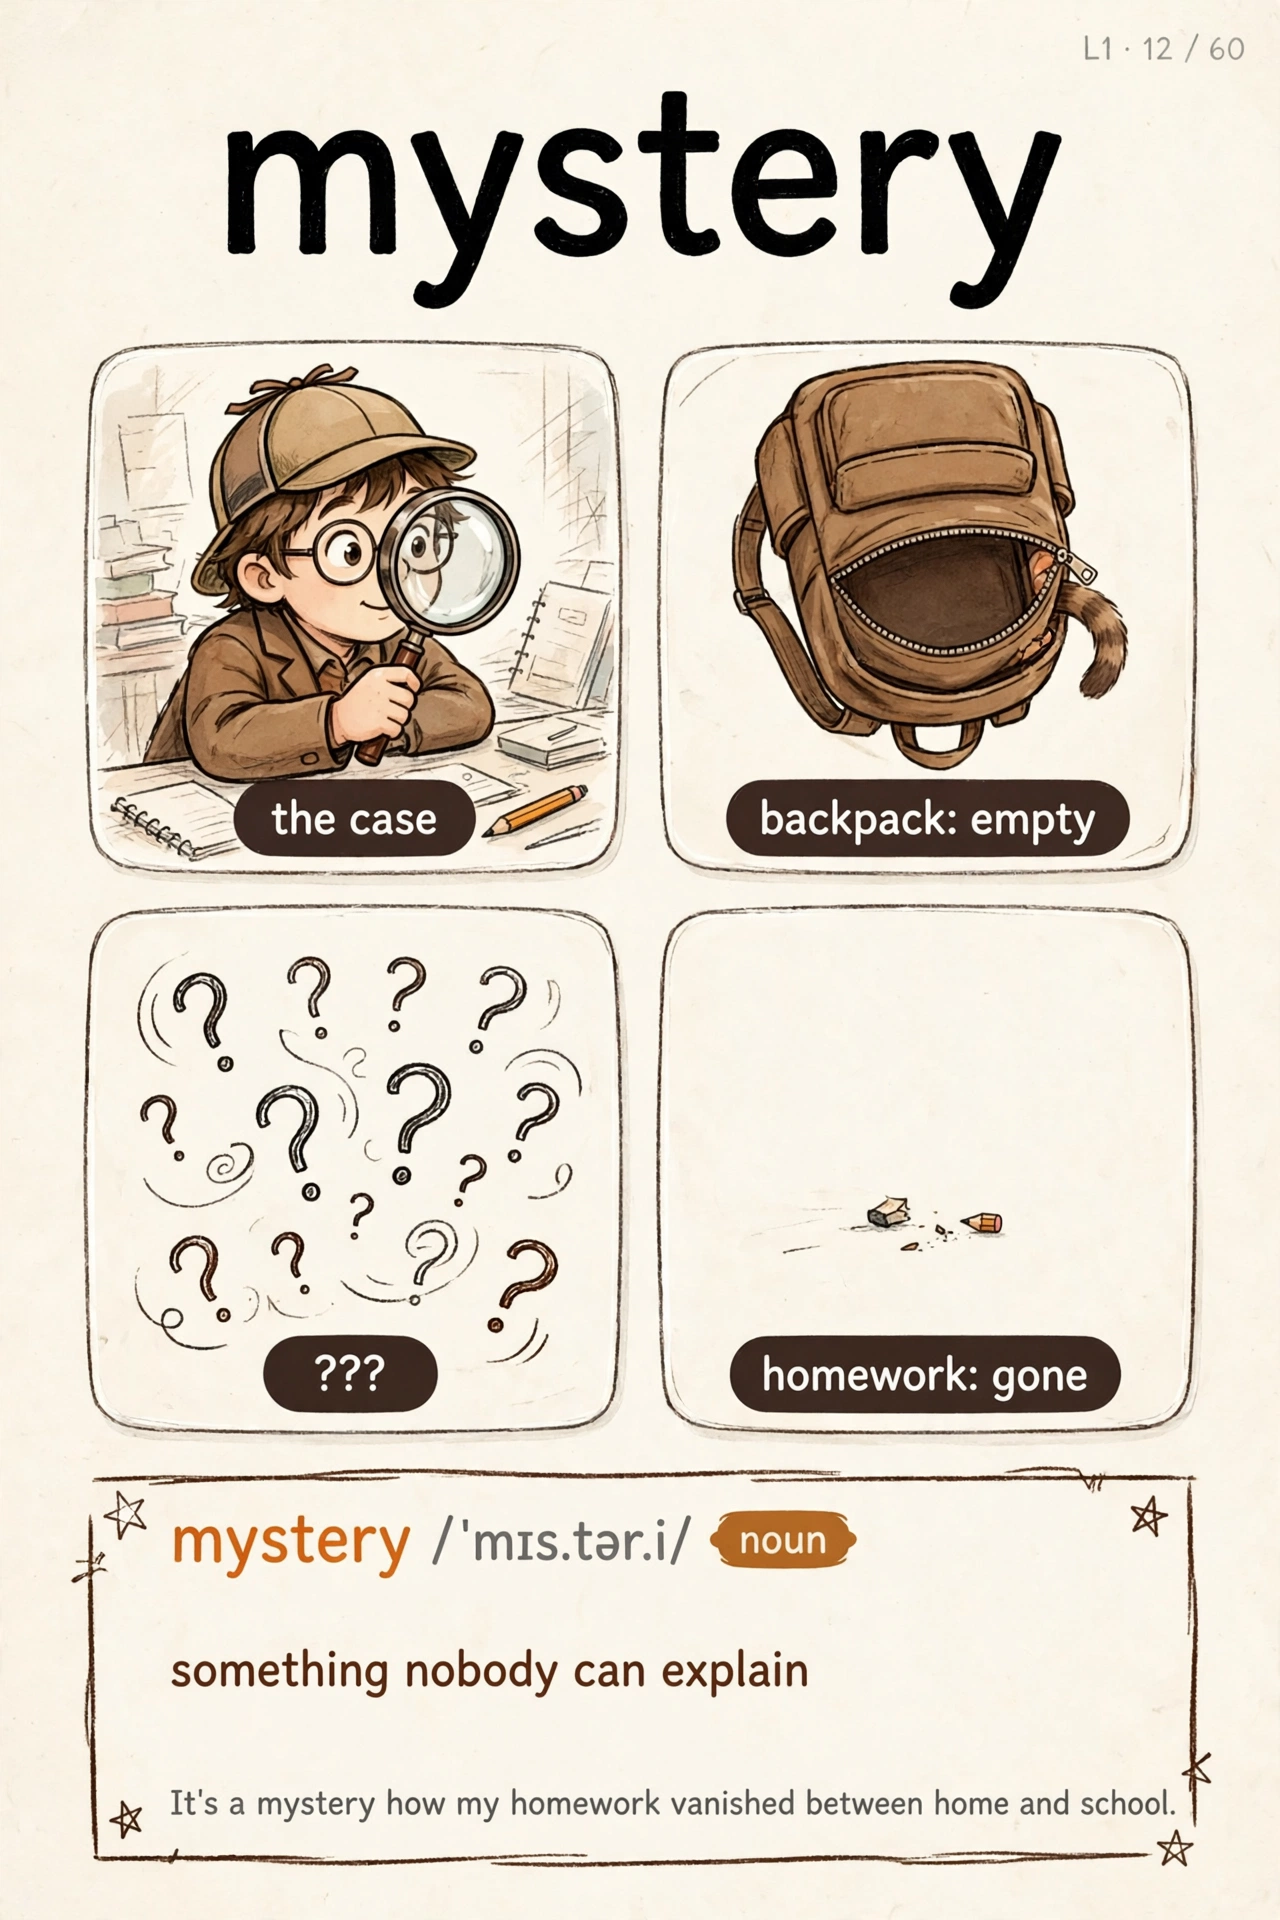 L1 · 12 / 60
mystery
the case
backpack: empty
???
homework: gone
mystery /ˈmɪs.tər.i/ noun
something nobody can explain
It's a mystery how my homework vanished between home and school.